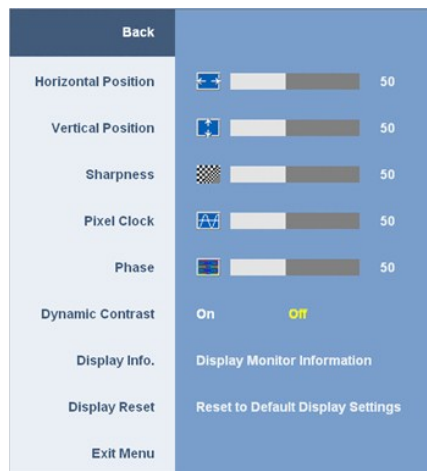 Back
Horizontal Position 50
Vertical Position 50
Sharpness 50
Pixel Clock 50
Phase 50
Dynamic Contrast On Off
Display Info. Display Monitor Information
Display Reset Reset to Default Display Settings
Exit Menu